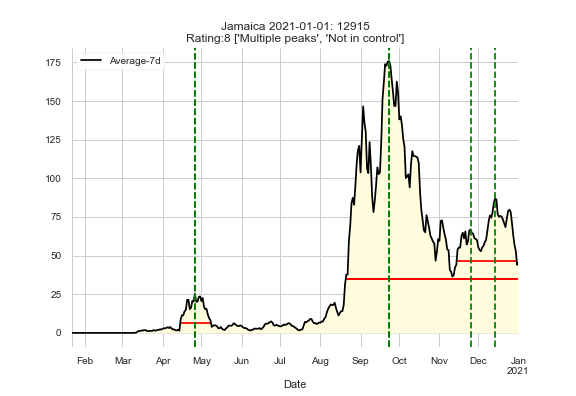 Jamaica 2021-01-01: 12915
Rating:8 ['Multiple peaks', 'Not in control']
Average-7d
175
150
125
100
75
50
25
0
Feb Mar Apr May Jun Jul Aug Sep Oct Nov Dec Jan
2021
Date